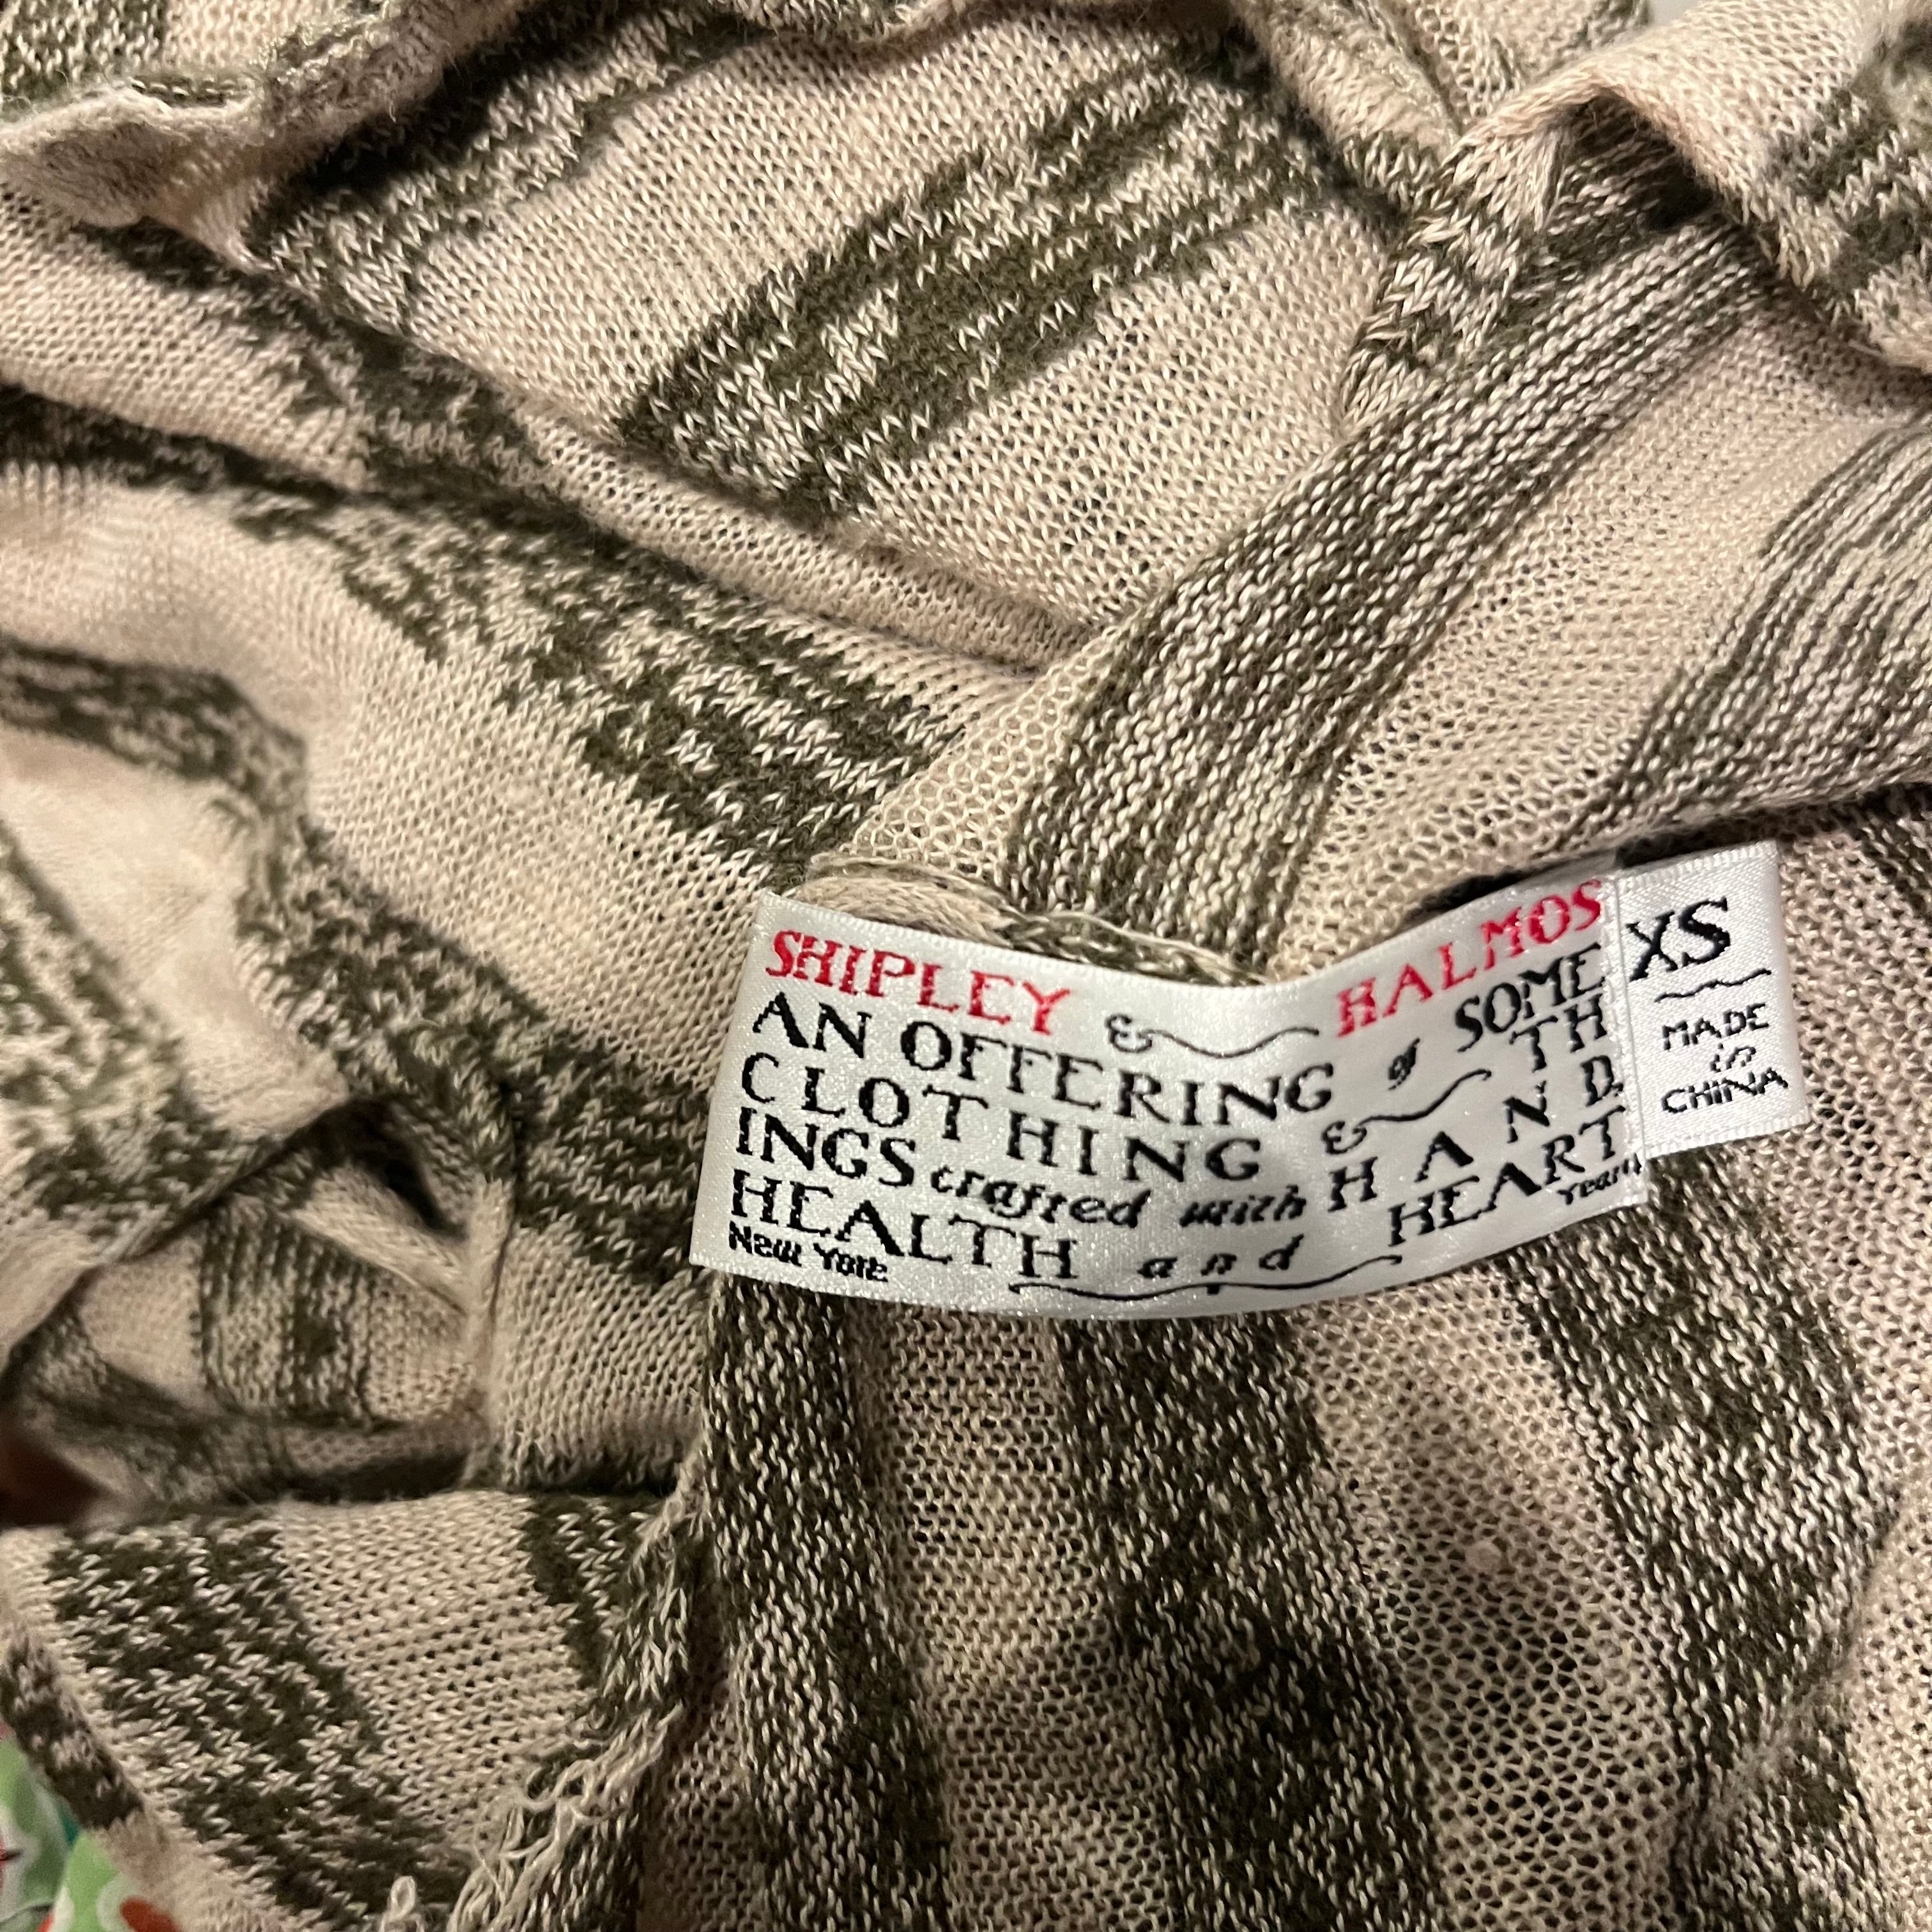 SHIPLEY & HALMOS
AN OFFERING of SOME
CLOTHING & TH
INGS crafted with HAND
HEALTH and HEART
New York
XS
MADE
in
CHINA